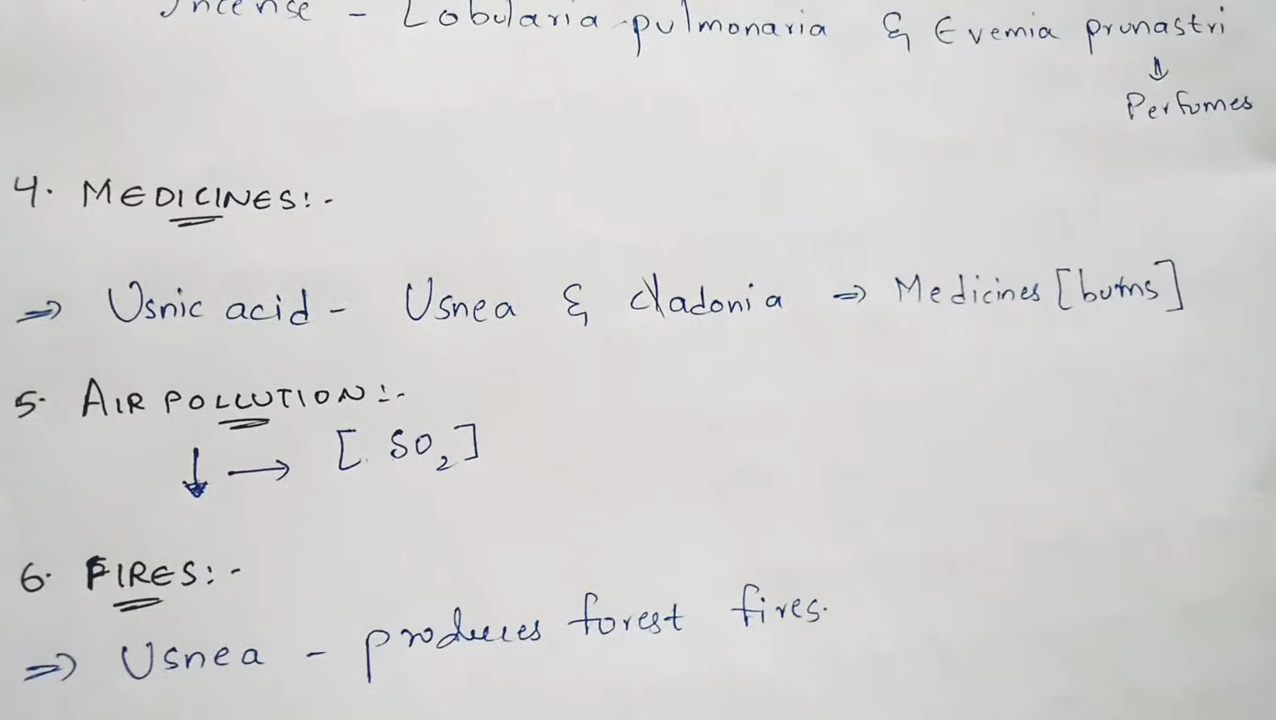 Incense - Lobularia pulmonaria & Evemia prunastri
↓
Perfumes
4. MEDICINES:-
⇒ Usnic acid - Usnea & cladonia ⇒ Medicines [burns]
5. AIR POLLUTION:-
↓ → [SO₂]
6. FIRES:-
⇒ Usnea - produces forest fires.